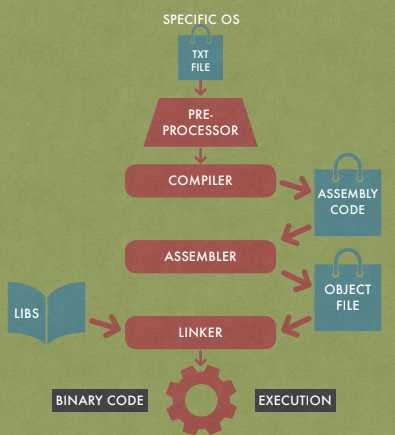 SPECIFIC OS
TXT
FILE
PRE-
PROCESSOR
COMPILER
ASSEMBLY
CODE
ASSEMBLER
OBJECT
FILE
LIBS
LINKER
BINARY CODE
EXECUTION